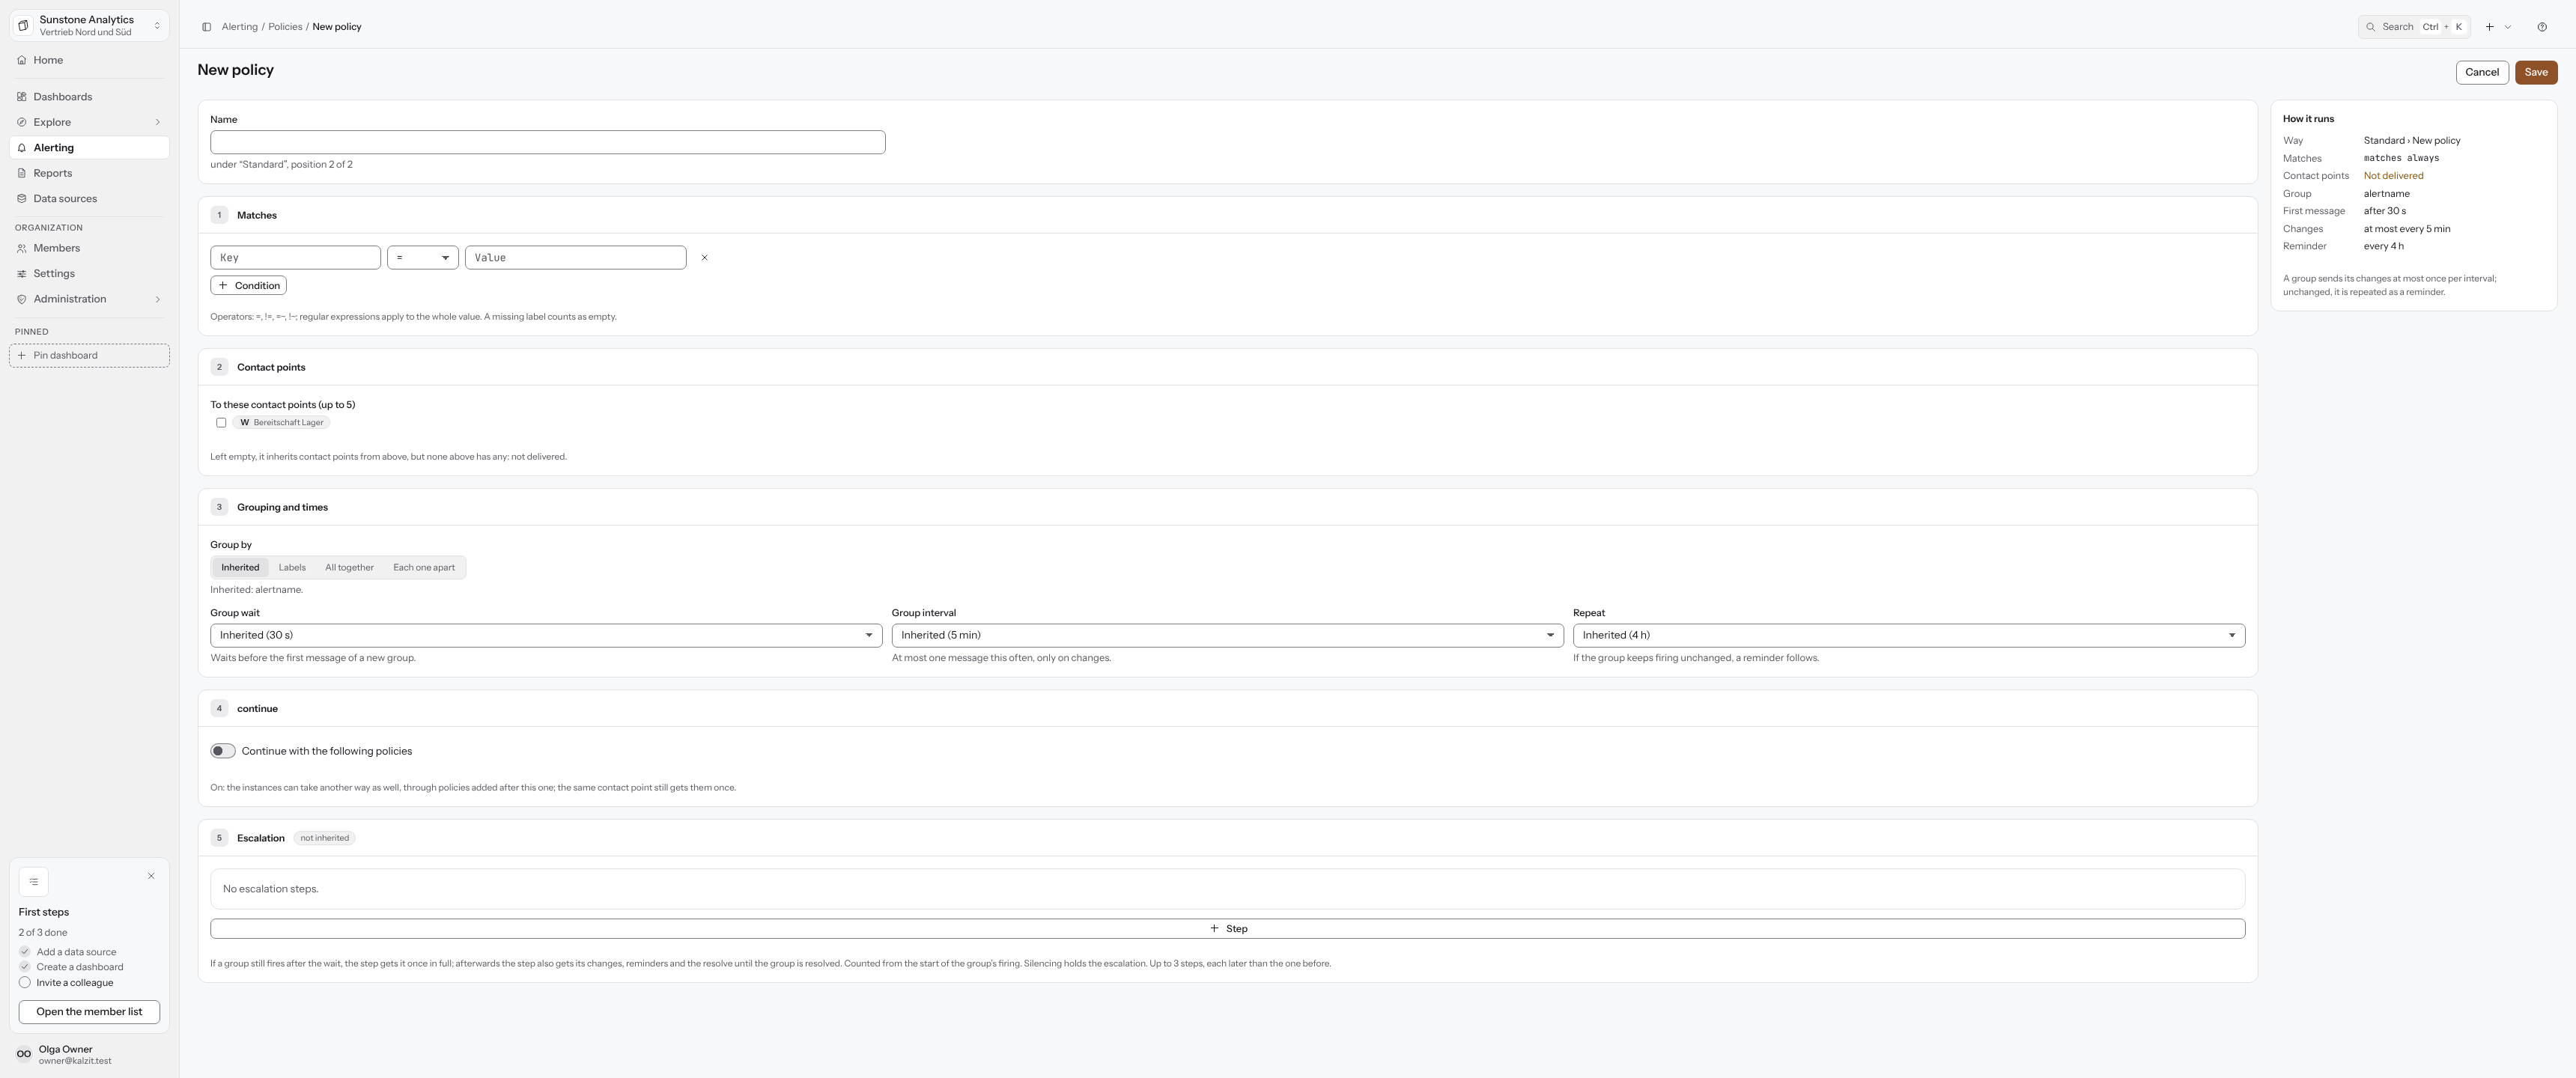 Sunstone Analytics
Vertrieb Nord und Süd
Home
Dashboards
Explore
Alerting
Reports
Data sources
ORGANIZATION
Members
Settings
Administration
PINNED
Pin dashboard
First steps
2 of 3 done
Add a data source
Create a dashboard
Invite a colleague
Open the member list
OO
Olga Owner
owner@kalzit.test
Alerting / Policies / New policy
Search Ctrl + K
New policy
Cancel
Save
Name
under “Standard”, position 2 of 2
1 Matches
Key = Value
Condition
Operators: =, !=, =~, !~; regular expressions apply to the whole value. A missing label counts as empty.
2 Contact points
To these contact points (up to 5)
W Bereitschaft Lager
Left empty, it inherits contact points from above, but none above has any: not delivered.
3 Grouping and times
Group by
Inherited Labels All together Each one apart
Inherited: alertname.
Group wait Group interval Repeat
Inherited (30 s) Inherited (5 min) Inherited (4 h)
Waits before the first message of a new group. At most one message this often, only on changes. If the group keeps firing unchanged, a reminder follows.
4 continue
Continue with the following policies
On: the instances can take another way as well, through policies added after this one; the same contact point still gets them once.
5 Escalation not inherited
No escalation steps.
Step
If a group still fires after the wait, the step gets it once in full; afterwards the step also gets its changes, reminders and the resolve until the group is resolved. Counted from the start of the group's firing. Silencing holds the escalation. Up to 3 steps, each later than the one before.
How it runs
Way Standard › New policy
Matches matches always
Contact points Not delivered
Group alertname
First message after 30 s
Changes at most every 5 min
Reminder every 4 h
A group sends its changes at most once per interval;
unchanged, it is repeated as a reminder.